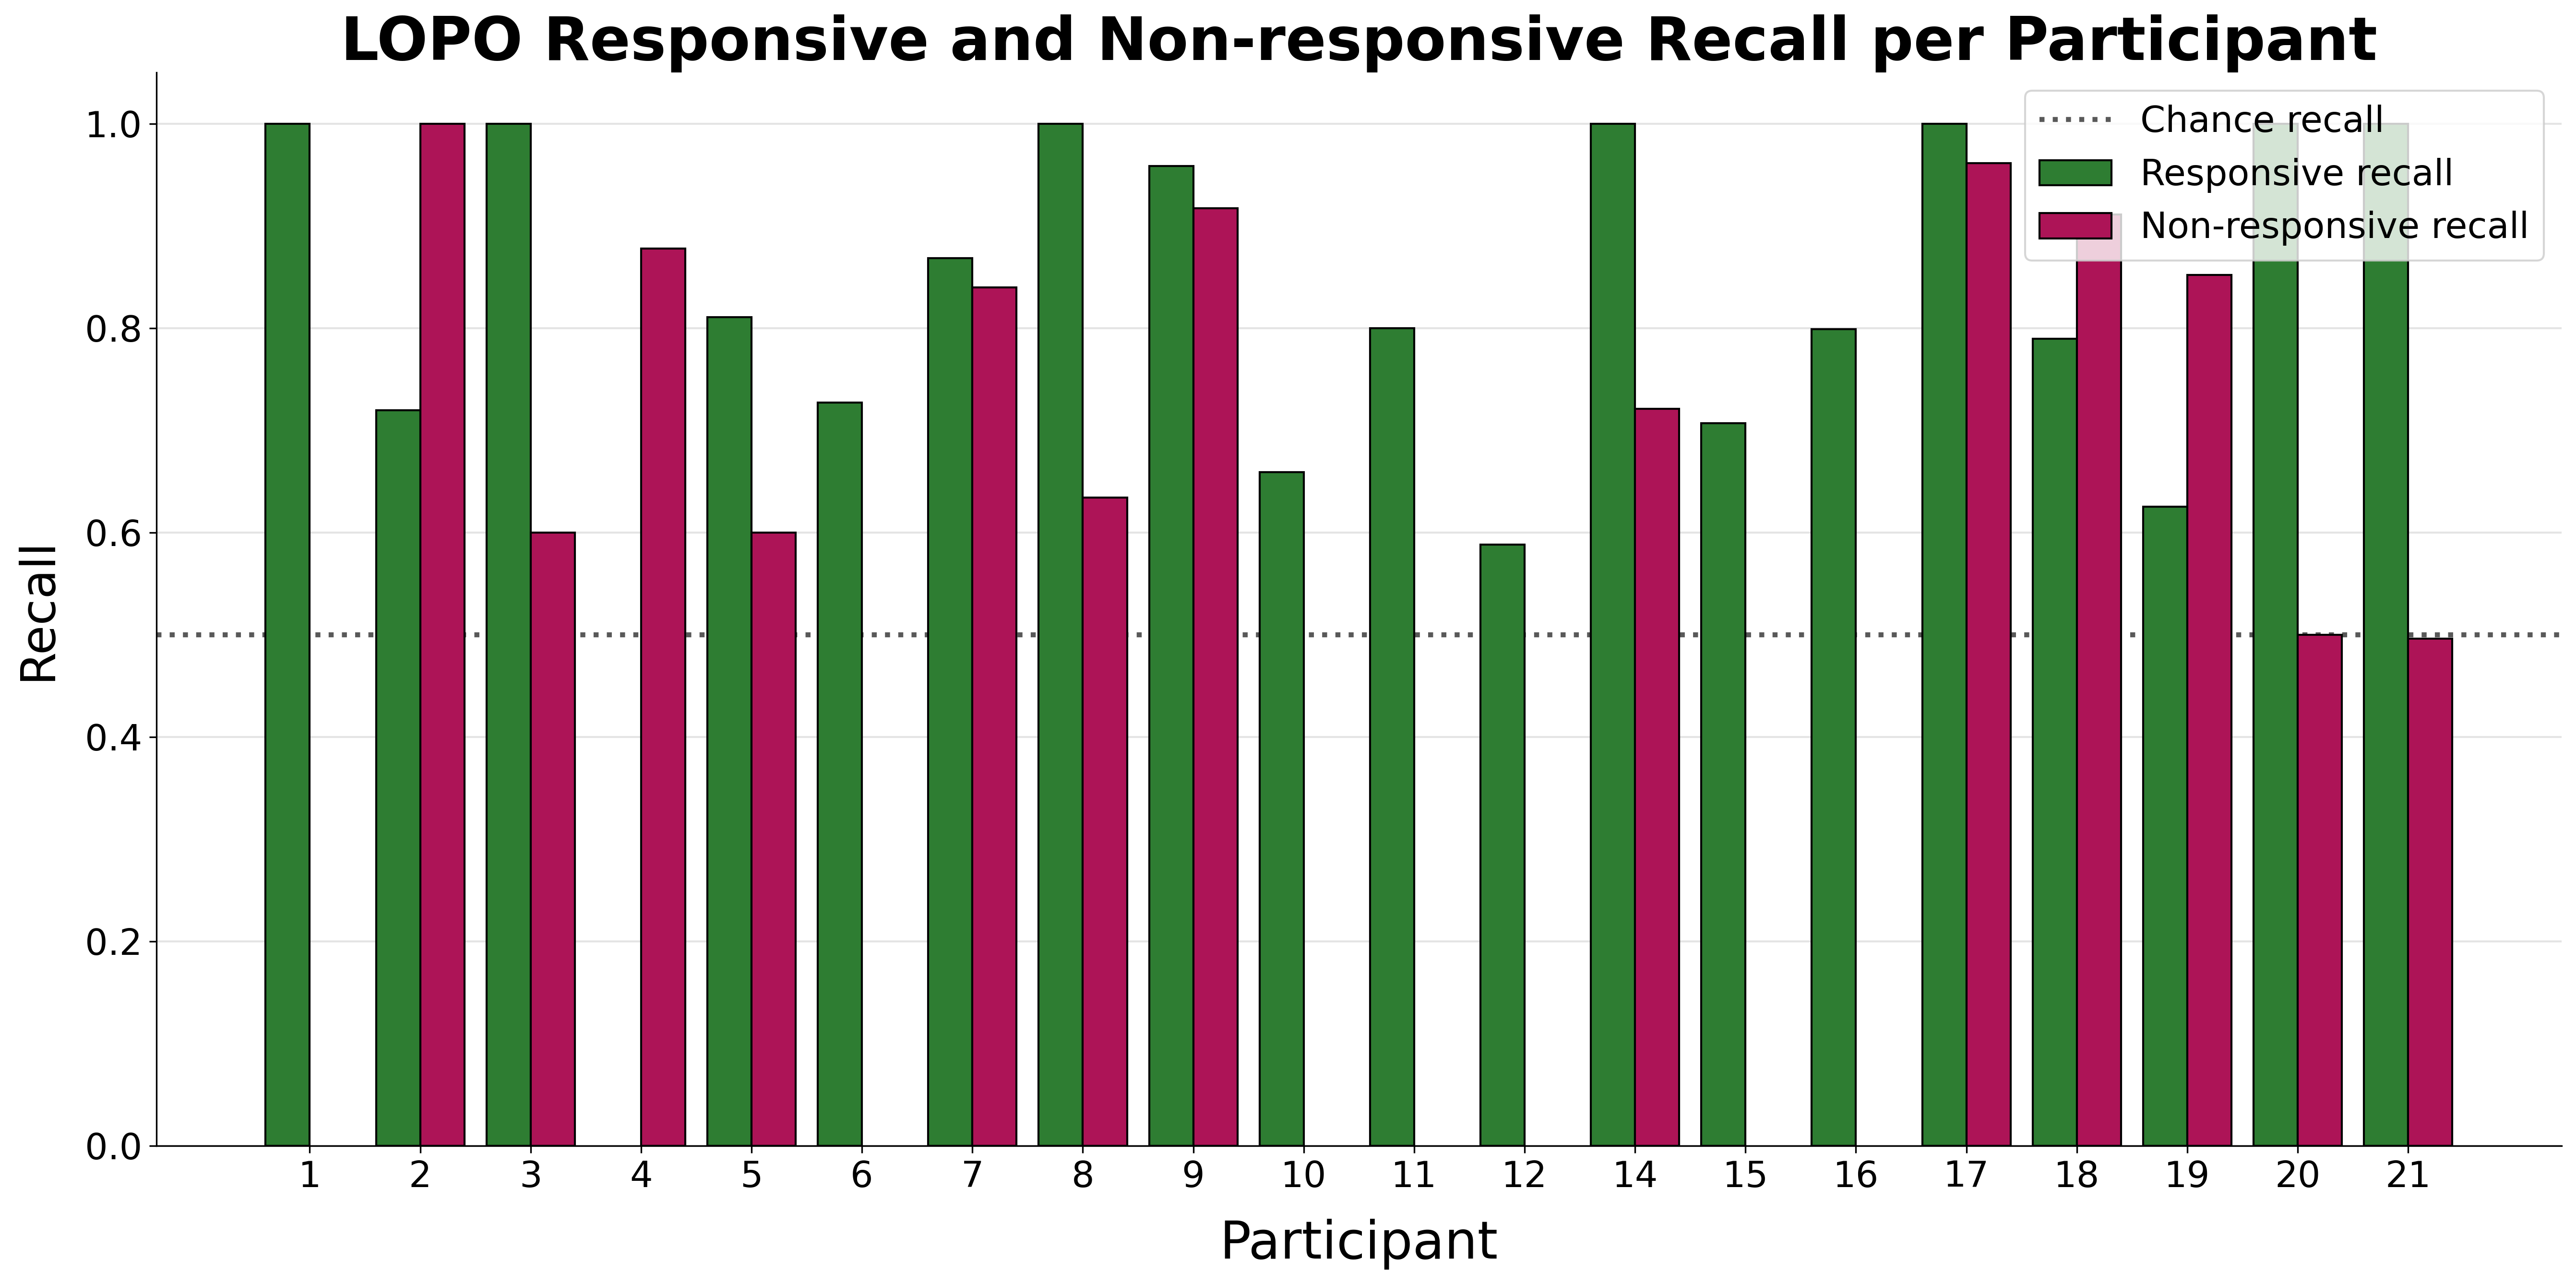 LOPO Responsive and Non-responsive Recall per Participant
Chance recall
Responsive recall
Non-responsive recall
Recall
1.0
0.8
0.6
0.4
0.2
0.0
1 2 3 4 5 6 7 8 9 10 11 12 14 15 16 17 18 19 20 21
Participant